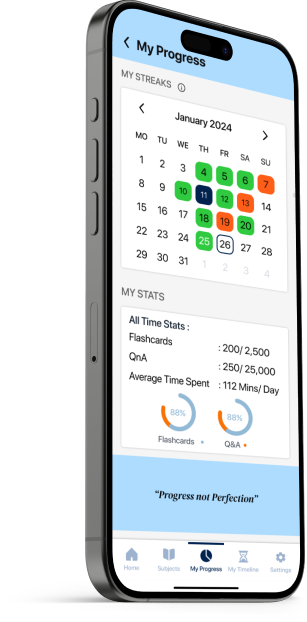 My Progress
MY STREAKS
January 2024
MO TU WE TH FR SA SU
1 2 3 4 5 6 7
8 9 10 11 12 13 14
15 16 17 18 19 20 21
22 23 24 25 26 27 28
29 30 31 1 2 3 4
MY STATS
All Time Stats :
Flashcards : 200/ 2,500
QnA : 250/ 25,000
Average Time Spent : 112 Mins/ Day
88% 88%
Flashcards Q&A
“Progress not Perfection”
Home Subjects My Progress My Timeline Settings